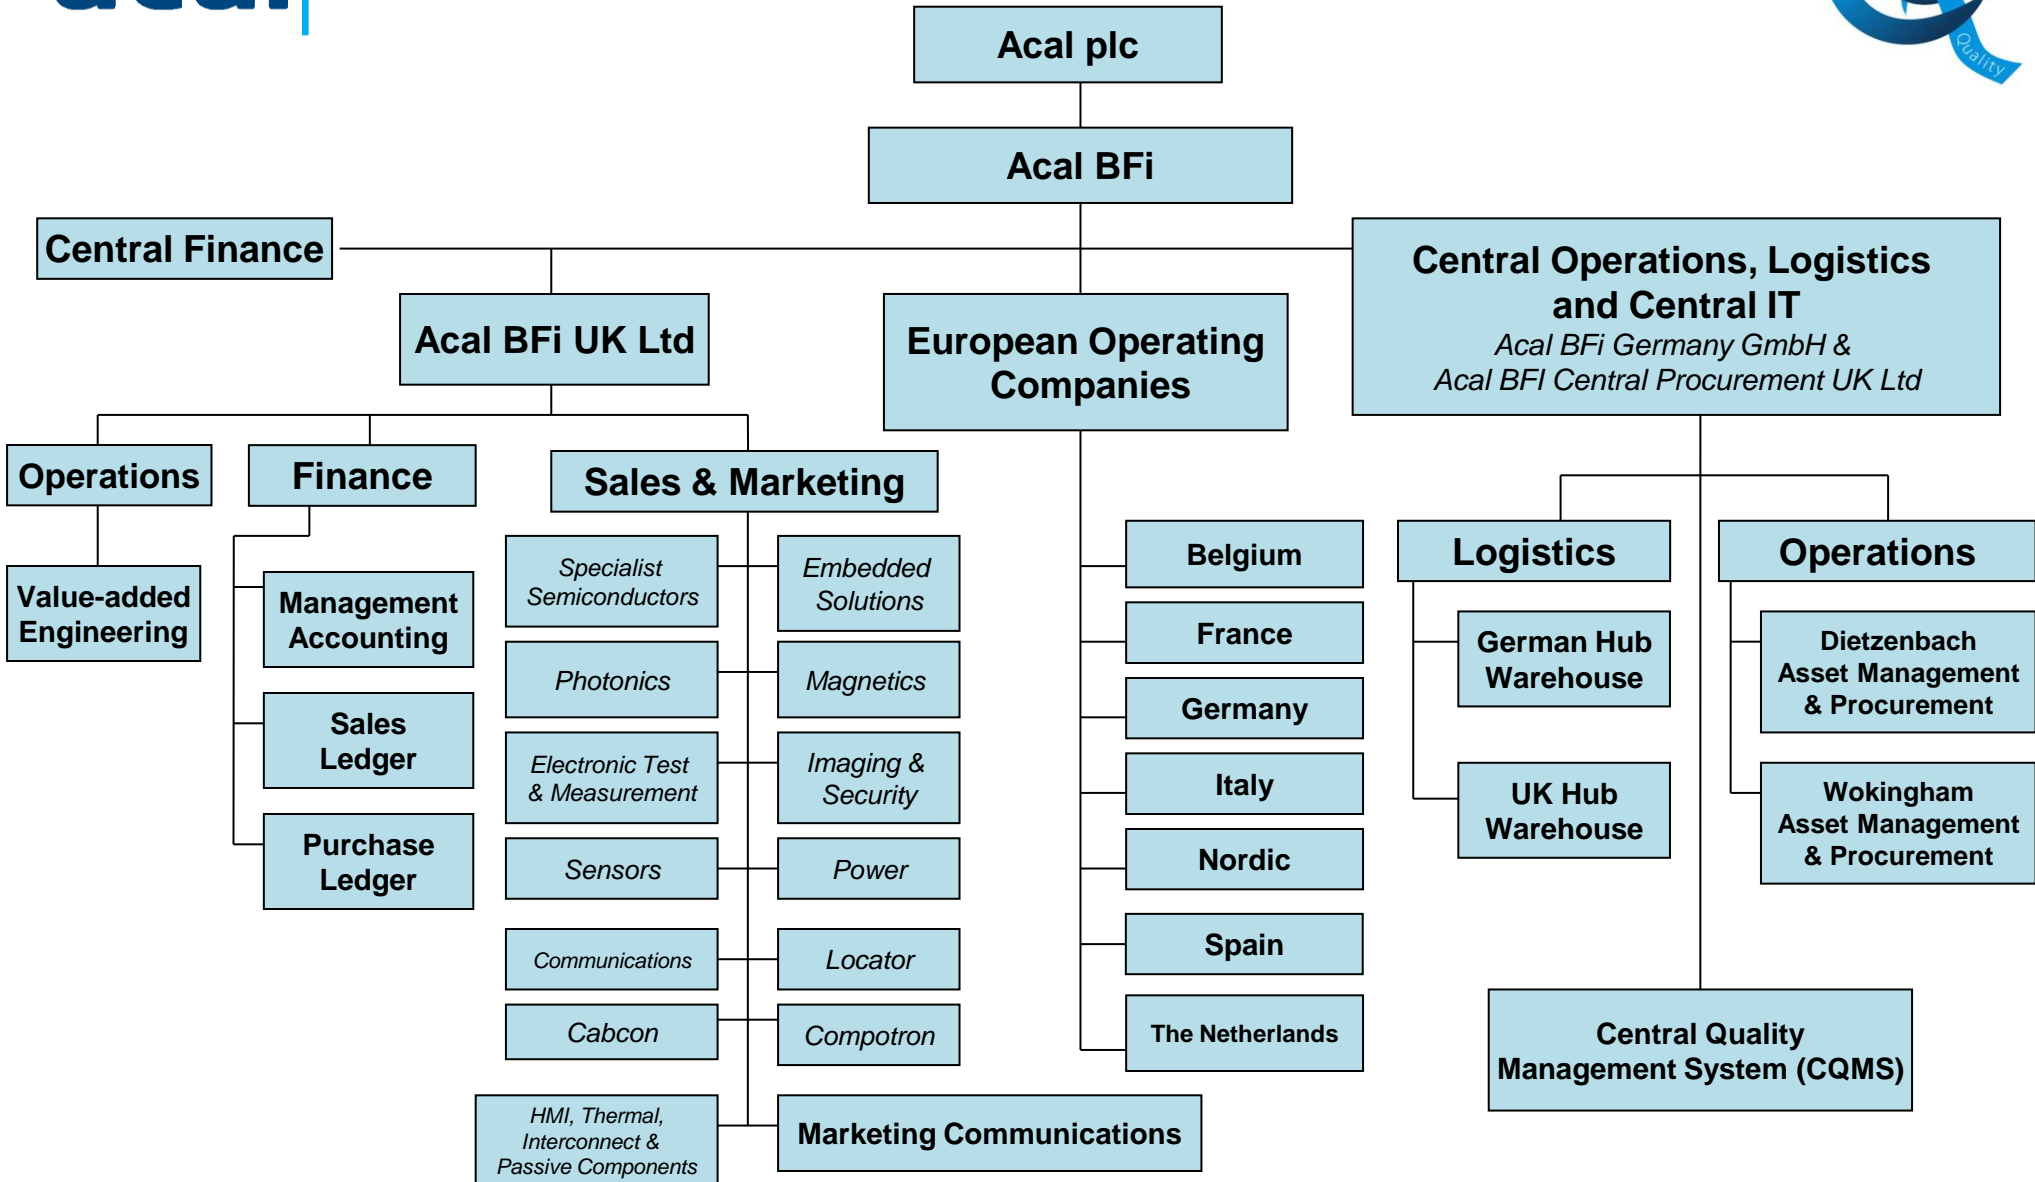 acal
Quality
Acal plc
Acal BFi
Central Finance
Central Operations, Logistics
and Central IT
Acal BFi Germany GmbH &
Acal BFI Central Procurement UK Ltd
Acal BFi UK Ltd
European Operating
Companies
Operations
Finance
Sales & Marketing
Value-added
Engineering
Management
Accounting
Sales
Ledger
Purchase
Ledger
Specialist
Semiconductors
Embedded
Solutions
Photonics
Magnetics
Electronic Test
& Measurement
Imaging &
Security
Sensors
Power
Communications
Locator
Cabcon
Compotron
HMI, Thermal,
Interconnect &
Passive Components
Marketing Communications
Belgium
France
Germany
Italy
Nordic
Spain
The Netherlands
Logistics
Operations
German Hub
Warehouse
UK Hub
Warehouse
Dietzenbach
Asset Management
& Procurement
Wokingham
Asset Management
& Procurement
Central Quality
Management System (CQMS)